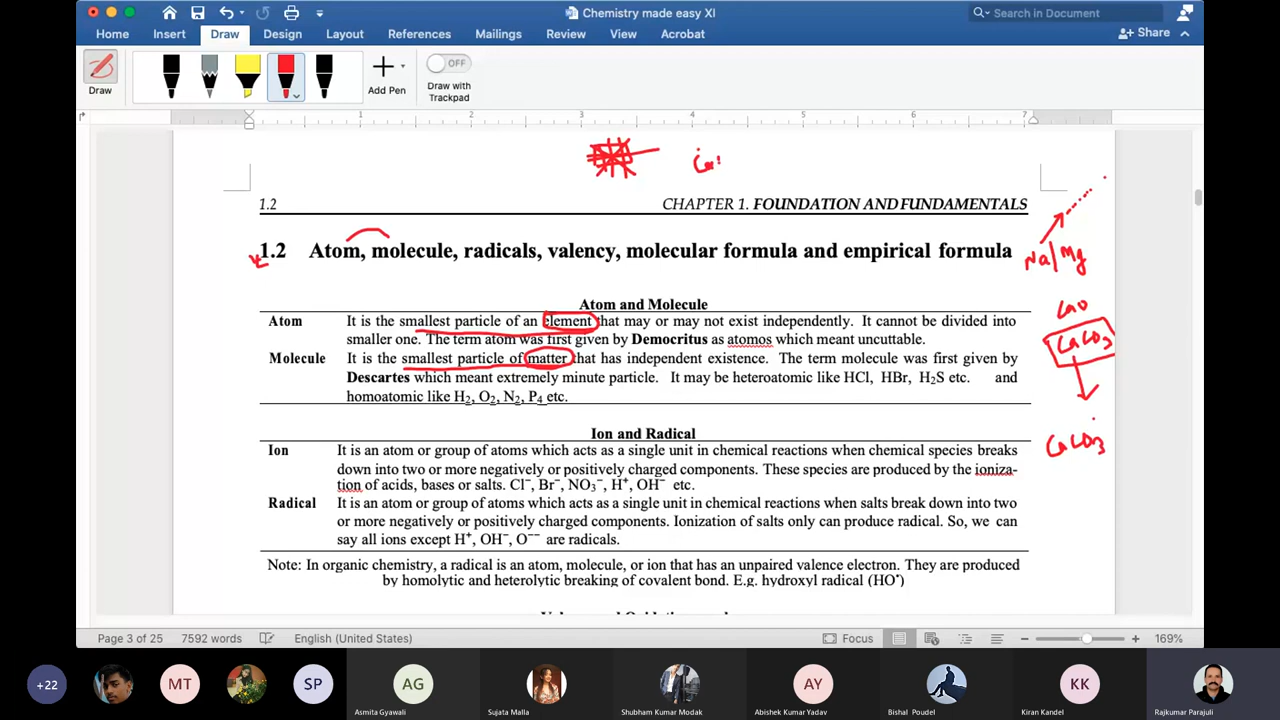 Chemistry made easy XI
Search in Document
Home Insert Draw Design Layout References Mailings Review View Acrobat
Share
Draw
Add Pen
OFF
Draw with
Trackpad
1 2 3 4 5 6 7
1.2 CHAPTER 1. FOUNDATION AND FUNDAMENTALS
1.2 Atom, molecule, radicals, valency, molecular formula and empirical formula
Na/Mg
Atom and Molecule
CaO
Atom It is the smallest particle of an element that may or may not exist independently. It cannot be divided into
smaller one. The term atom was first given by Democritus as atomos which meant uncuttable.
CaCO3
Molecule It is the smallest particle of matter that has independent existence. The term molecule was first given by
Descartes which meant extremely minute particle. It may be heteroatomic like HCl, HBr, H₂S etc. and
homoatomic like H₂, O₂, N₂, P₄ etc.
Ion and Radical
CaCO3
Ion It is an atom or group of atoms which acts as a single unit in chemical reactions when chemical species breaks
down into two or more negatively or positively charged components. These species are produced by the ioniza-
tion of acids, bases or salts. Cl⁻, Br⁻, NO₃⁻, H⁺, OH⁻ etc.
Radical It is an atom or group of atoms which acts as a single unit in chemical reactions when salts break down into two
or more negatively or positively charged components. Ionization of salts only can produce radical. So, we can
say all ions except H⁺, OH⁻, O⁻⁻ are radicals.
Note: In organic chemistry, a radical is an atom, molecule, or ion that has an unpaired valence electron. They are produced
by homolytic and heterolytic breaking of covalent bond. E.g. hydroxyl radical (HO•)
Page 3 of 25 7592 words English (United States) Focus 169%
+22 MT SP AG AY KK
Asmita Gyawali Sujata Malla Shubham Kumar Modak Abishek Kumar Yadav Bishal Poudel Kiran Kandel Rajkumar Parajuli